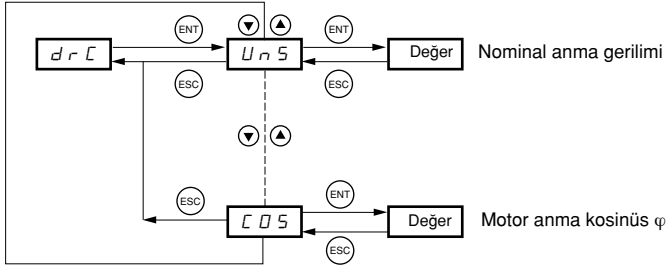 ENT ENT
drC UnS Değer Nominal anma gerilimi
ESC ESC
ESC ENT
COS Değer Motor anma kosinüs φ
ESC